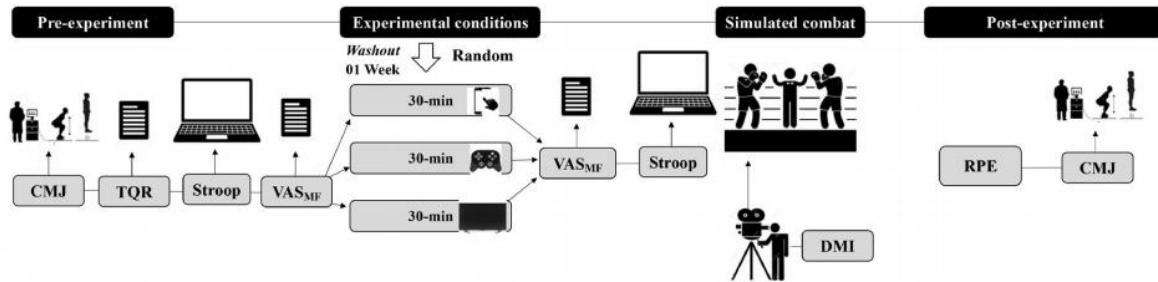 Pre-experiment
Experimental conditions
Simulated combat
Post-experiment
Washout
01 Week
Random
30-min
30-min
30-min
CMJ
TQR
Stroop
VASMF
VASMF
Stroop
DMI
RPE
CMJ